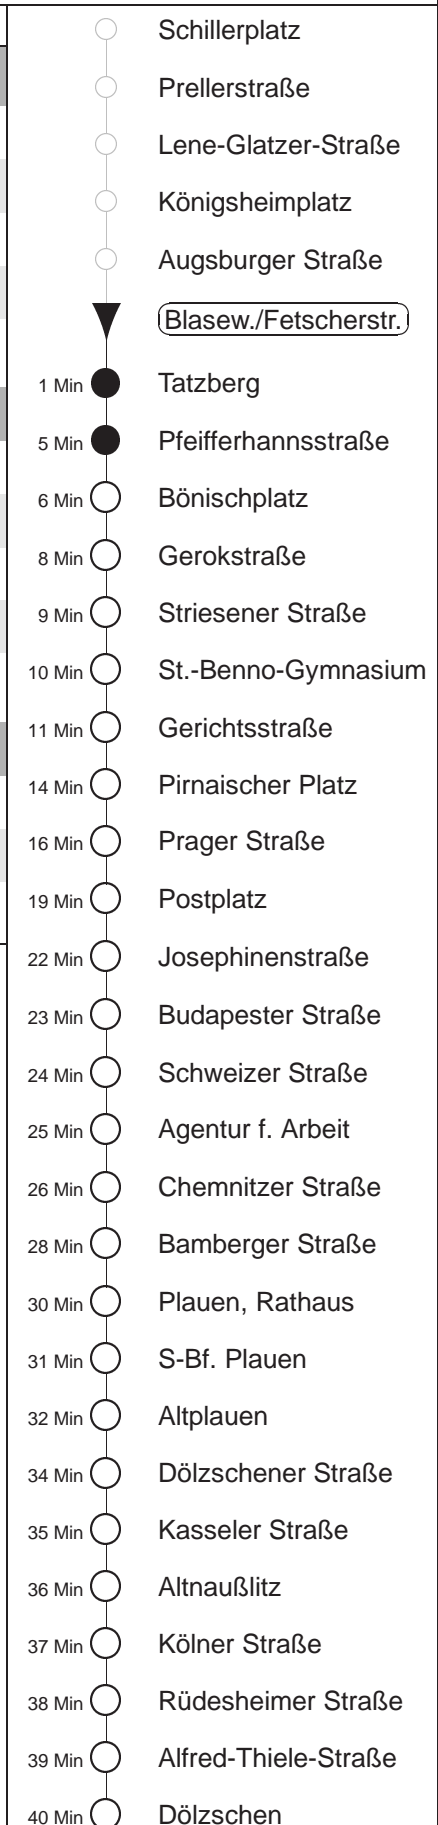 Schillerplatz
Prellerstraße
Lene-Glatzer-Straße
Königsheimplatz
Augsburger Straße
Blasew./Fetscherstr.
1 Min Tatzberg
5 Min Pfeifferhannsstraße
6 Min Bönischplatz
8 Min Gerokstraße
9 Min Striesener Straße
10 Min St.-Benno-Gymnasium
11 Min Gerichtsstraße
14 Min Pirnaischer Platz
16 Min Prager Straße
19 Min Postplatz
22 Min Josephinenstraße
23 Min Budapester Straße
24 Min Schweizer Straße
25 Min Agentur f. Arbeit
26 Min Chemnitzer Straße
28 Min Bamberger Straße
30 Min Plauen, Rathaus
31 Min S-Bf. Plauen
32 Min Altplauen
34 Min Dölzschener Straße
35 Min Kasseler Straße
36 Min Altnaußlitz
37 Min Kölner Straße
38 Min Rüdesheimer Straße
39 Min Alfred-Thiele-Straße
40 Min Dölzschen